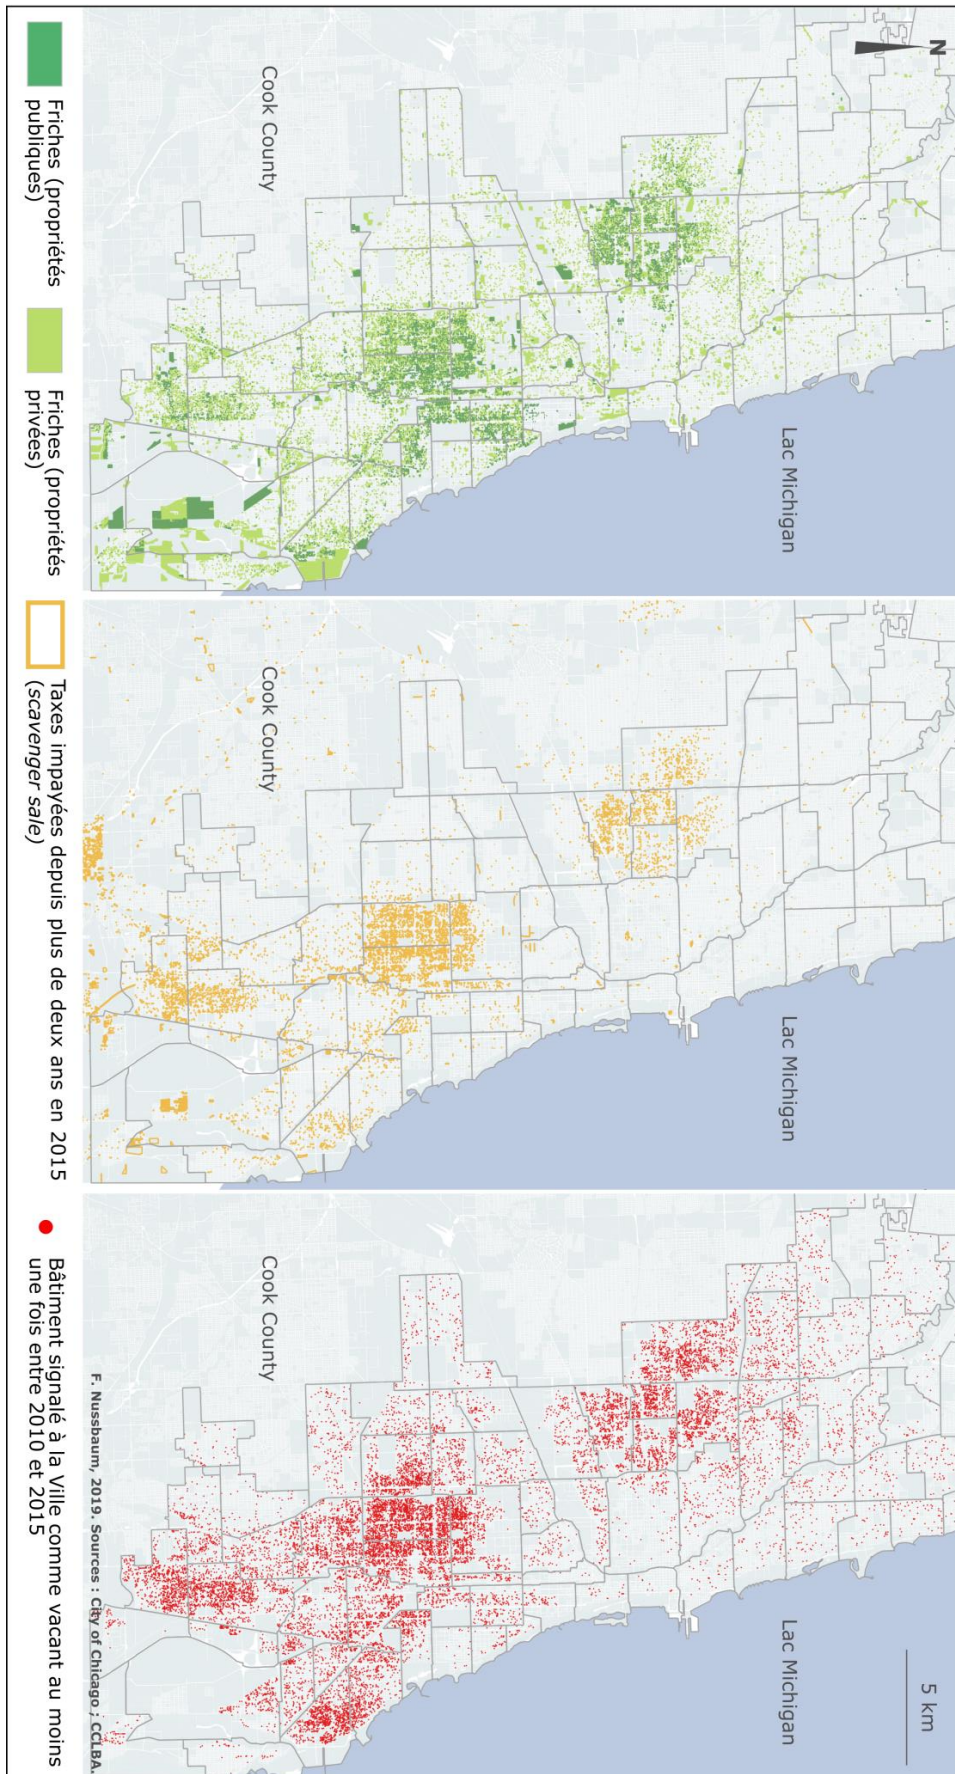 N
Cook County
Lac Michigan
Cook County
Lac Michigan
Cook County
Lac Michigan
5 km
Friches (propriétés
publiques)
Friches (propriétés
privées)
Taxes impayées depuis plus de deux ans en 2015
(scavenger sale)
Bâtiment signalé à la Ville comme vacant au moins
une fois entre 2010 et 2015
F. Nussbaum, 2019. Sources : City of Chicago ; CCLBA.